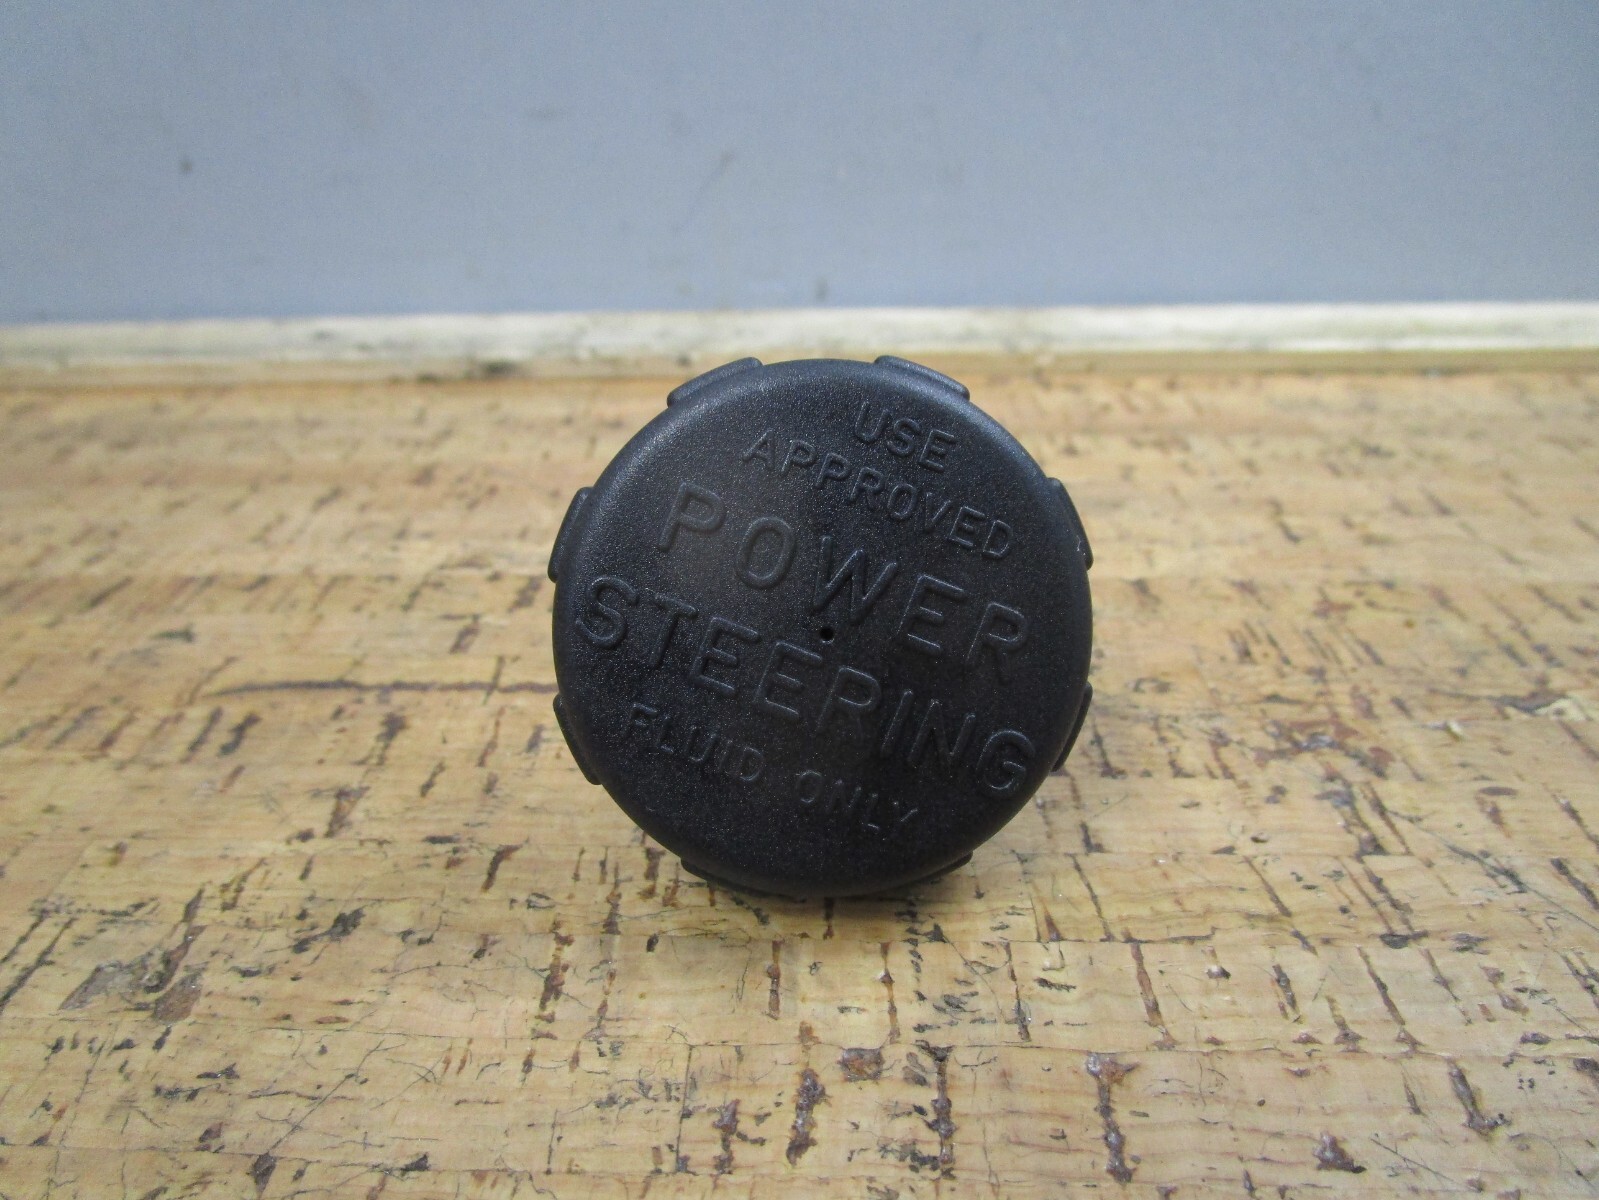 USE
APPROVED
POWER
STEERING
FLUID ONLY